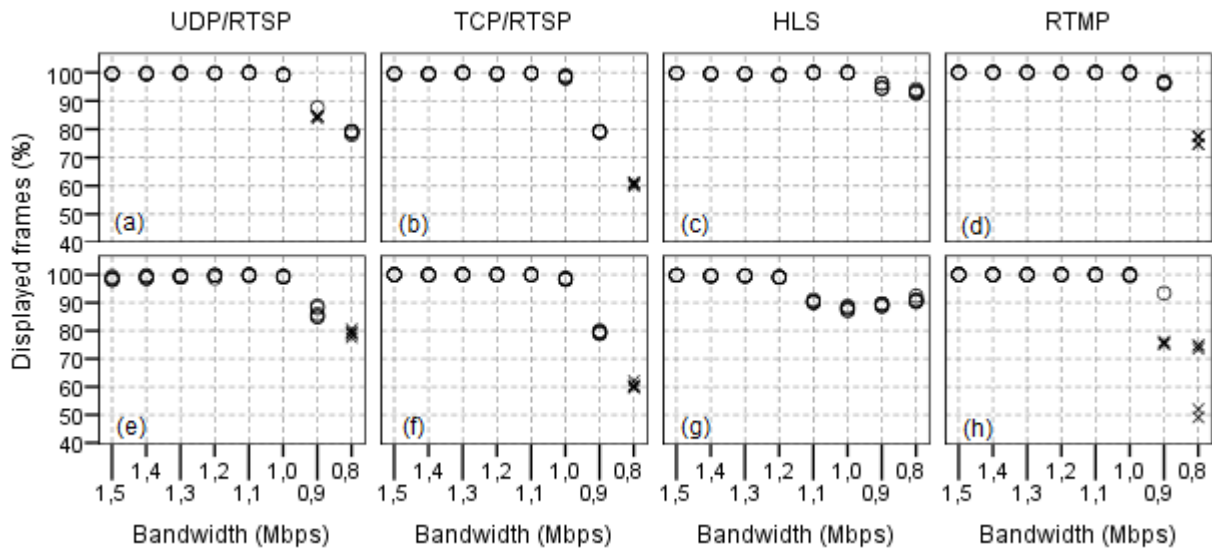 UDP/RTSP TCP/RTSP HLS RTMP
Displayed frames (%)
100
90
80
70
60
50
40
(a) (b) (c) (d)
100
90
80
70
60
50
40
(e) (f) (g) (h)
1,4 1,2 1,0 0,8 1,4 1,2 1,0 0,8 1,4 1,2 1,0 0,8 1,4 1,2 1,0 0,8
1,5 1,3 1,1 0,9 1,5 1,3 1,1 0,9 1,5 1,3 1,1 0,9 1,5 1,3 1,1 0,9
Bandwidth (Mbps) Bandwidth (Mbps) Bandwidth (Mbps) Bandwidth (Mbps)